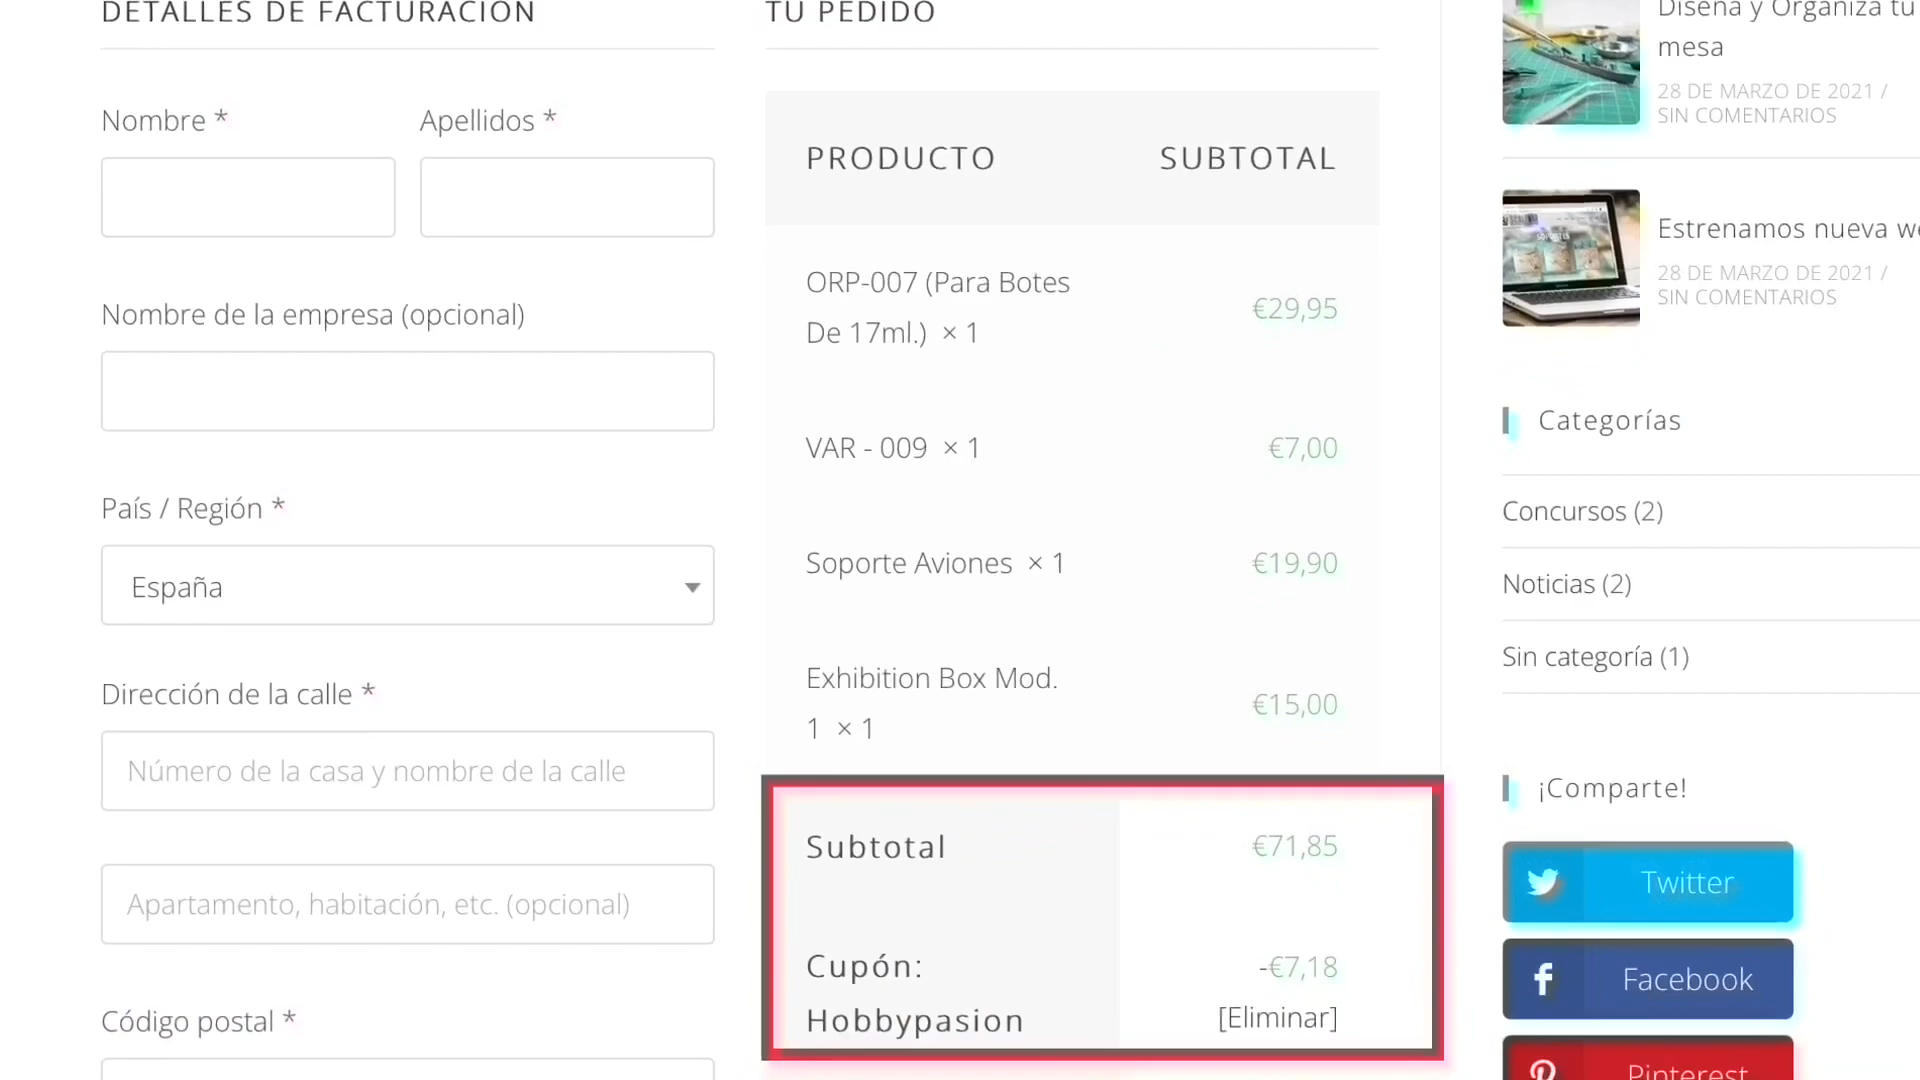 DETALLES DE FACTURACIÓN
Nombre *
Apellidos *
Nombre de la empresa (opcional)
País / Región *
España
Dirección de la calle *
Número de la casa y nombre de la calle
Apartamento, habitación, etc. (opcional)
Código postal *
TU PEDIDO
PRODUCTO SUBTOTAL
ORP-007 (Para Botes
De 17ml.) × 1
€29,95
VAR - 009 × 1 €7,00
Soporte Aviones × 1 €19,90
Exhibition Box Mod.
1 × 1
€15,00
Subtotal €71,85
Cupón: -€7,18
Hobbypasion [Eliminar]
Diseña y Organiza tu
mesa
28 DE MARZO DE 2021 /
SIN COMENTARIOS
Estrenamos nueva
28 DE MARZO DE 2021 /
SIN COMENTARIOS
Categorías
Concursos (2)
Noticias (2)
Sin categoría (1)
¡Comparte!
Twitter
Facebook
Pinterest